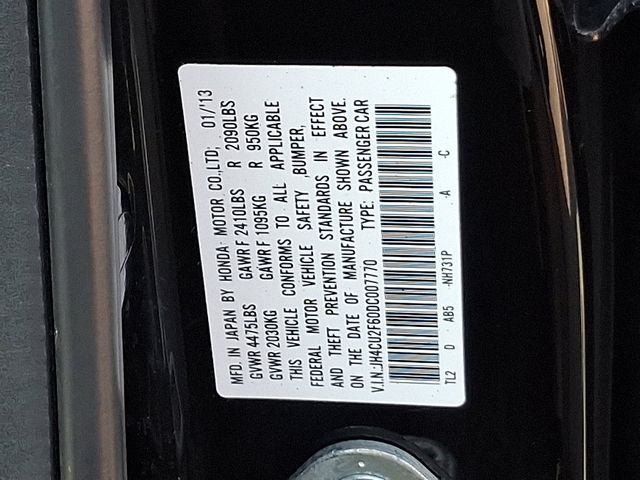 MFD. IN JAPAN BY HONDA MOTOR CO.,LTD; 01/'13
GVWR 4475LBS GAWR F 2410LBS R 2090LBS
GVWR 2030KG GAWR F 1095KG R 950KG
THIS VEHICLE CONFORMS TO ALL APPLICABLE
FEDERAL MOTOR VEHICLE SAFETY ,BUMPER,
AND THEFT PREVENTION STANDARDS IN EFFECT
ON THE DATE OF MANUFACTURE SHOWN ABOVE.
V.I.N.:JH4CU2F60DC007770 TYPE: PASSENGER CAR
TL2 D AB5 -NH731P -A -C